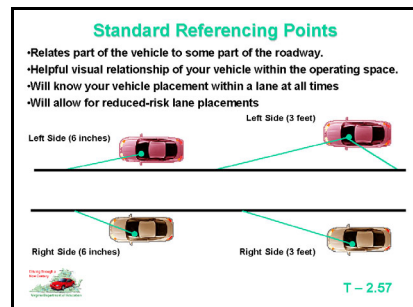 Standard Referencing Points
•Relates part of the vehicle to some part of the roadway.
•Helpful visual relationship of your vehicle within the operating space.
•Will know your vehicle placement within a lane at all times
•Will allow for reduced-risk lane placements
Left Side (3 feet)
Left Side (6 inches)
Right Side (6 inches)
Right Side (3 feet)
T – 2.57